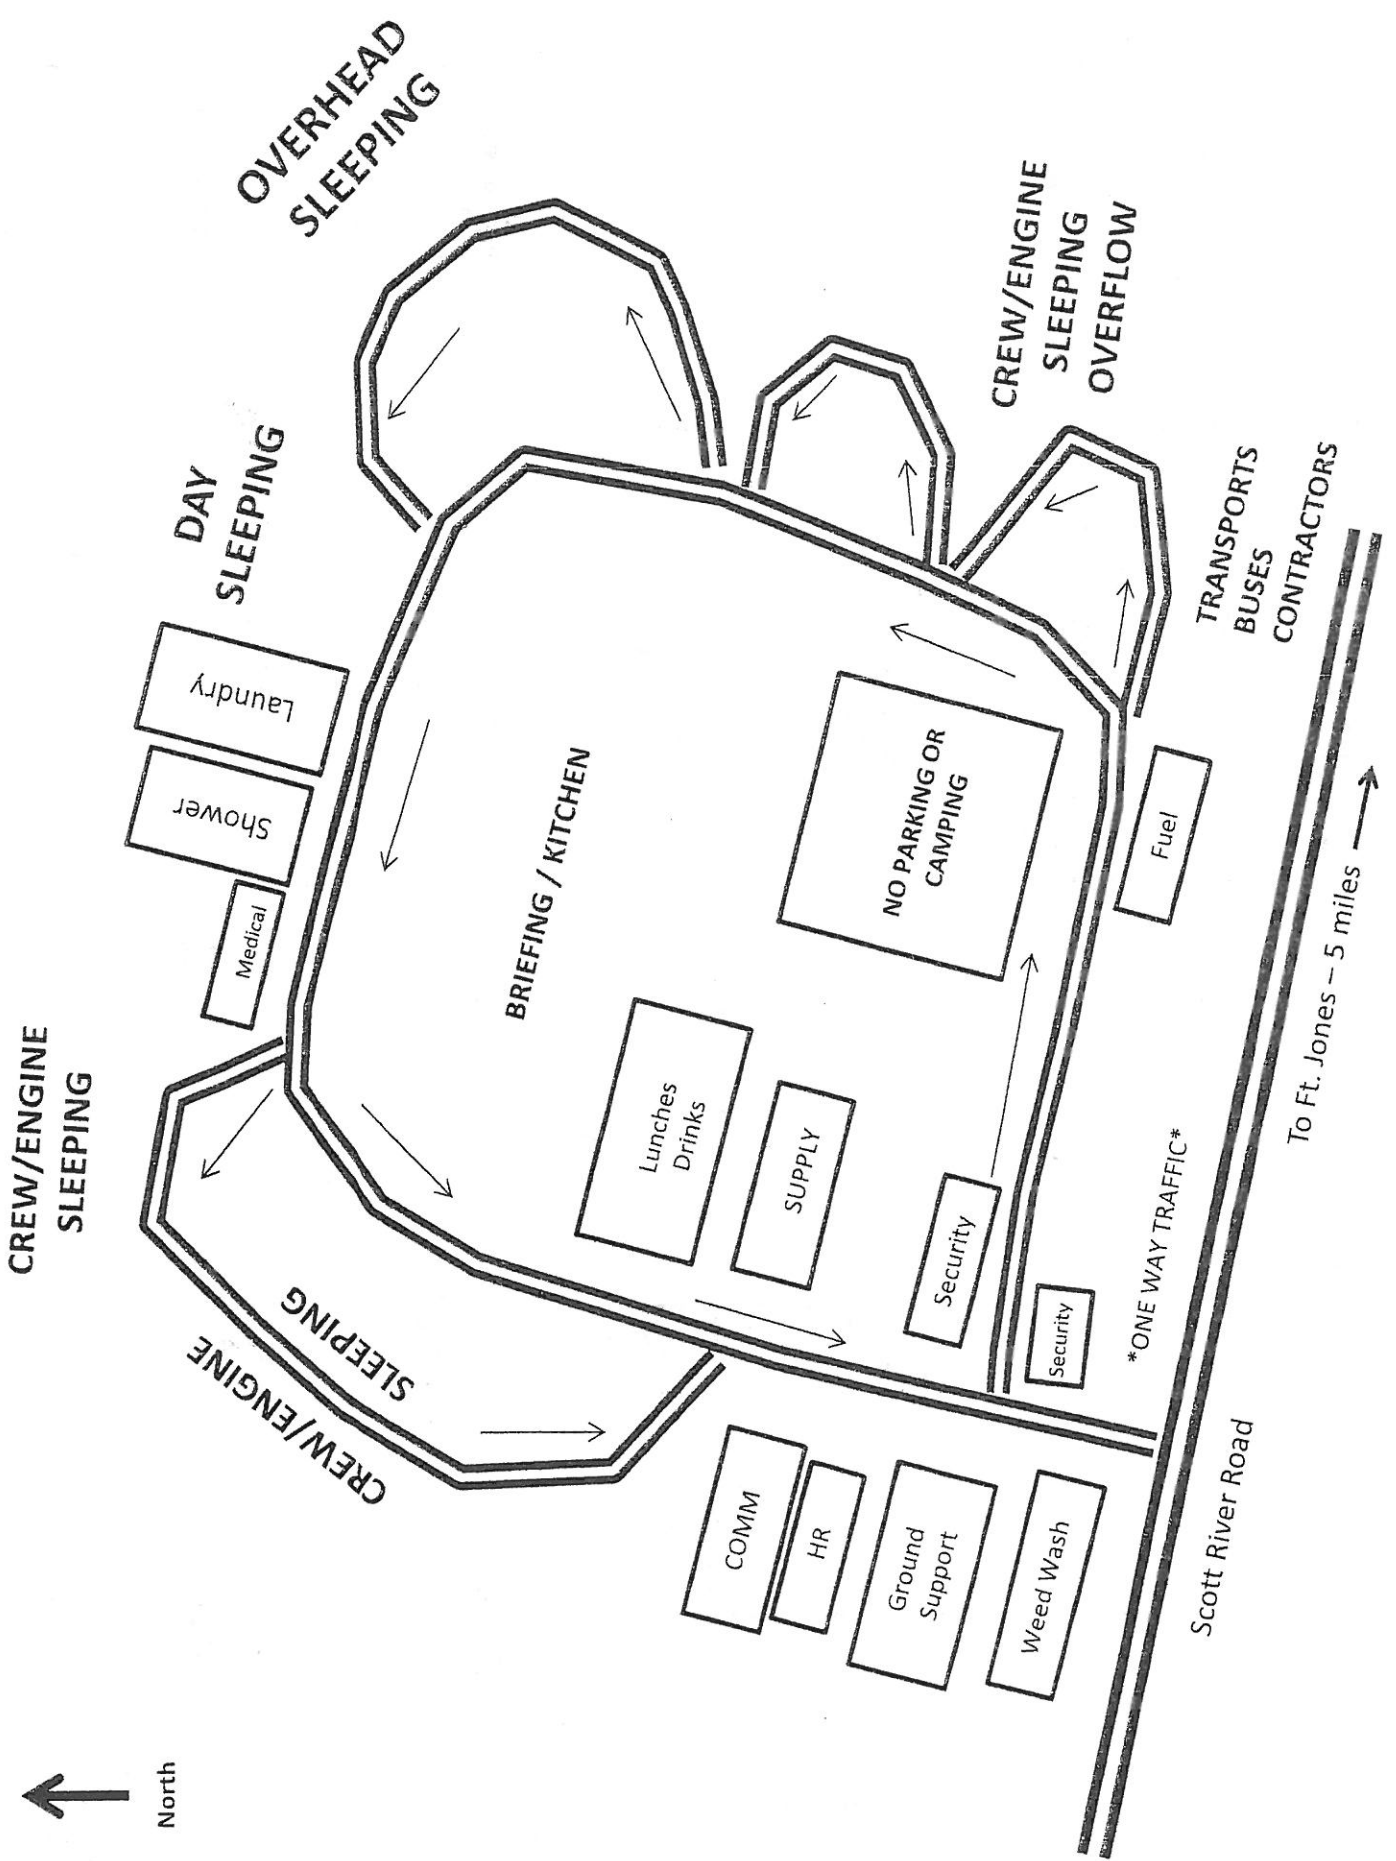 North
CREW/ENGINE
SLEEPING
DAY
SLEEPING
OVERHEAD
SLEEPING
Medical
Shower
Laundry
CREW/ENGINE
SLEEPING
BRIEFING / KITCHEN
CREW/ENGINE
SLEEPING
OVERFLOW
Lunches
Drinks
SUPPLY
NO PARKING OR
CAMPING
COMM
HR
Ground
Support
Weed Wash
Security
Security
Fuel
TRANSPORTS
BUSES
CONTRACTORS
*ONE WAY TRAFFIC*
Scott River Road
To Ft. Jones – 5 miles